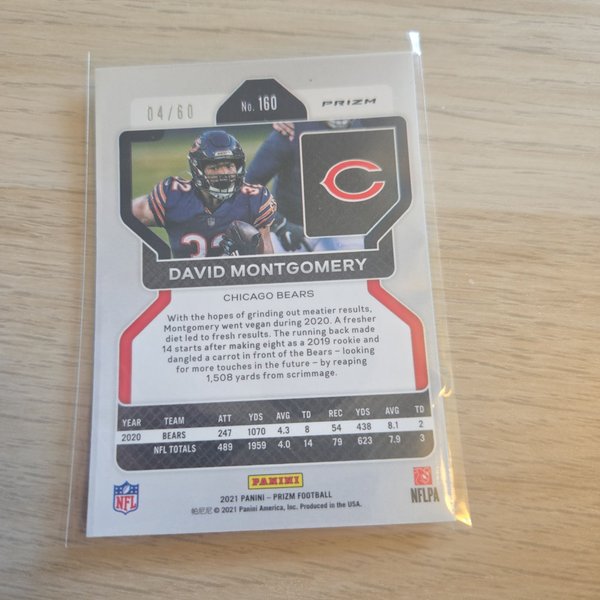 04/60
No. 160
PRIZM
32
32
C
DAVID MONTGOMERY
CHICAGO BEARS
With the hopes of grinding out meatier results,
Montgomery went vegan during 2020. A fresher
diet led to fresh results. The running back made
14 starts after making eight as a 2019 rookie and
dangled a carrot in front of the Bears – looking
for more touches in the future – by reaping
1,508 yards from scrimmage.
YEAR TEAM ATT YDS AVG TD REC YDS AVG TD
2020 BEARS 247 1070 4.3 8 54 438 8.1 2
NFL TOTALS 489 1959 4.0 14 79 623 7.9 3
PANINI
NFL
2021 PANINI – PRIZM FOOTBALL
NFLPA
帕尼尼 © 2021 Panini America, Inc. Produced in the USA.